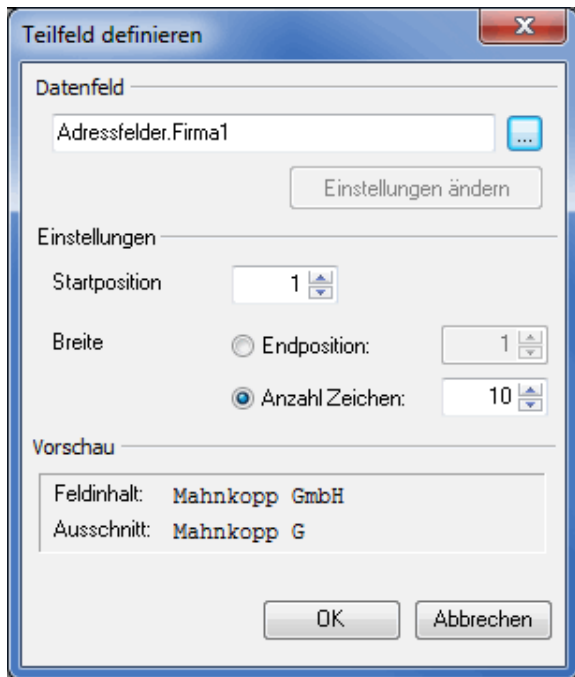 Teilfeld definieren
Datenfeld
Adressfelder.Firma1
...
Einstellungen ändern
Einstellungen
Startposition 1
Breite Endposition: 1
Anzahl Zeichen: 10
Vorschau
Feldinhalt: Mahnkopp GmbH
Ausschnitt: Mahnkopp G
OK Abbrechen